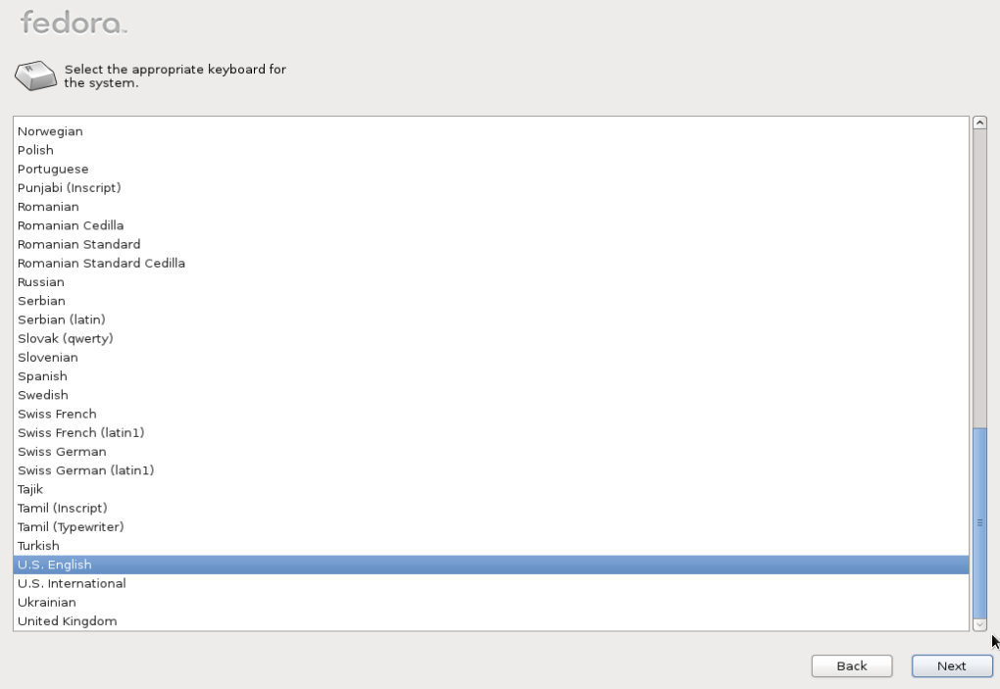 fedora™
Select the appropriate keyboard for
the system.
Norwegian
Polish
Portuguese
Punjabi (Inscript)
Romanian
Romanian Cedilla
Romanian Standard
Romanian Standard Cedilla
Russian
Serbian
Serbian (latin)
Slovak (qwerty)
Slovenian
Spanish
Swedish
Swiss French
Swiss French (latin1)
Swiss German
Swiss German (latin1)
Tajik
Tamil (Inscript)
Tamil (Typewriter)
Turkish
U.S. English
U.S. International
Ukrainian
United Kingdom
Back Next